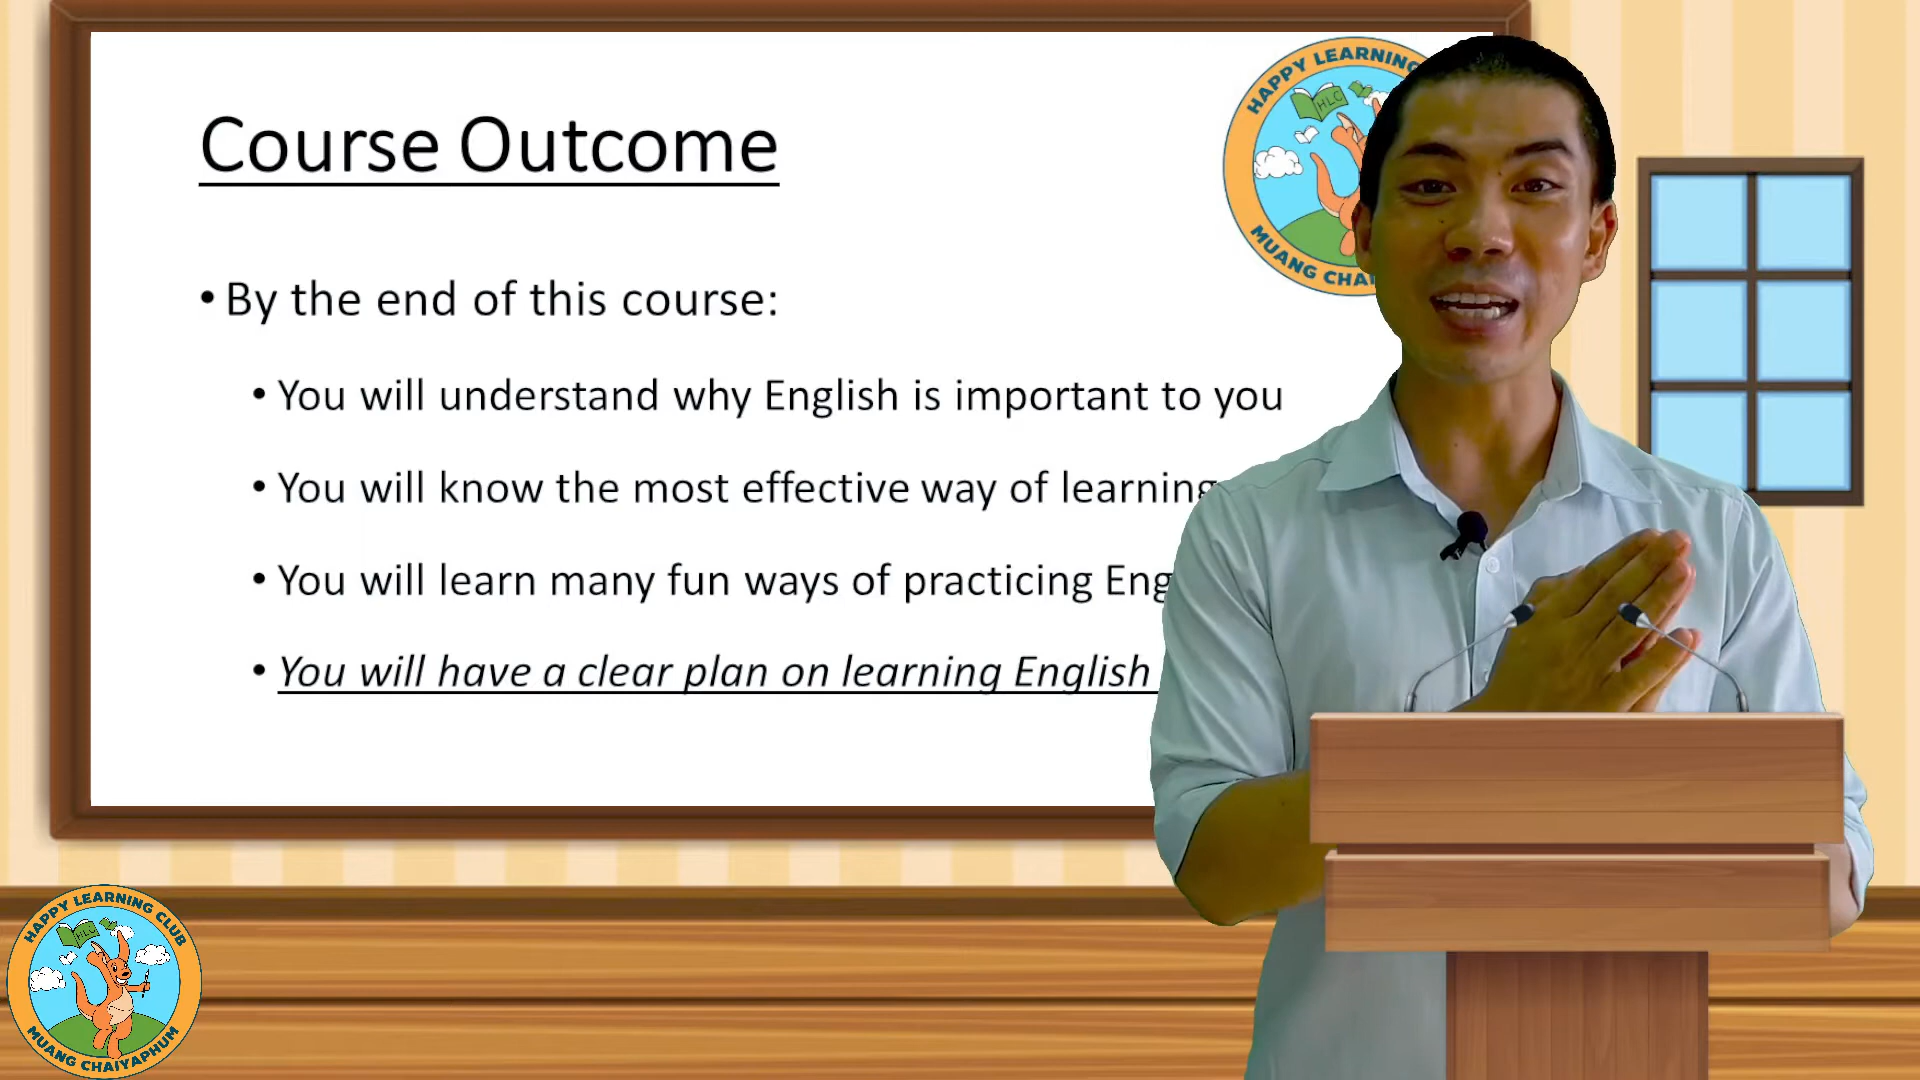 HAPPY LEARNING
MUANG
HLC
Course Outcome
• By the end of this course:
• You will understand why English is important to you
• You will know the most effective way of learning
• You will learn many fun ways of practicing
• You will have a clear plan on learning English
HAPPY LEARNING CLUB
HLC
MUANG CHAIYAPHUM